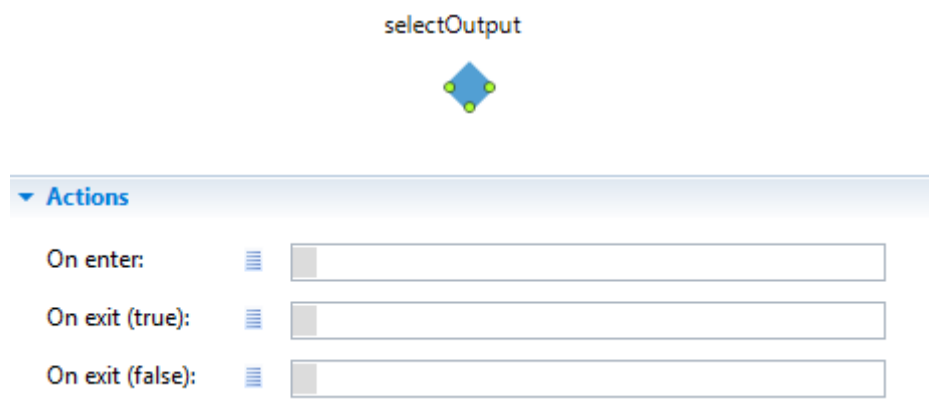 selectOutput
Actions
On enter:
On exit (true):
On exit (false):